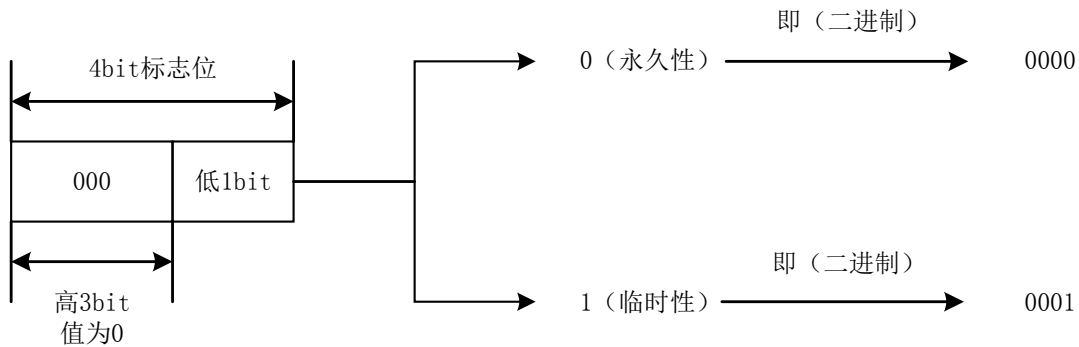 即（二进制）
4bit标志位
0（永久性）
0000
000
低1bit
即（二进制）
高3bit
值为0
1（临时性）
0001